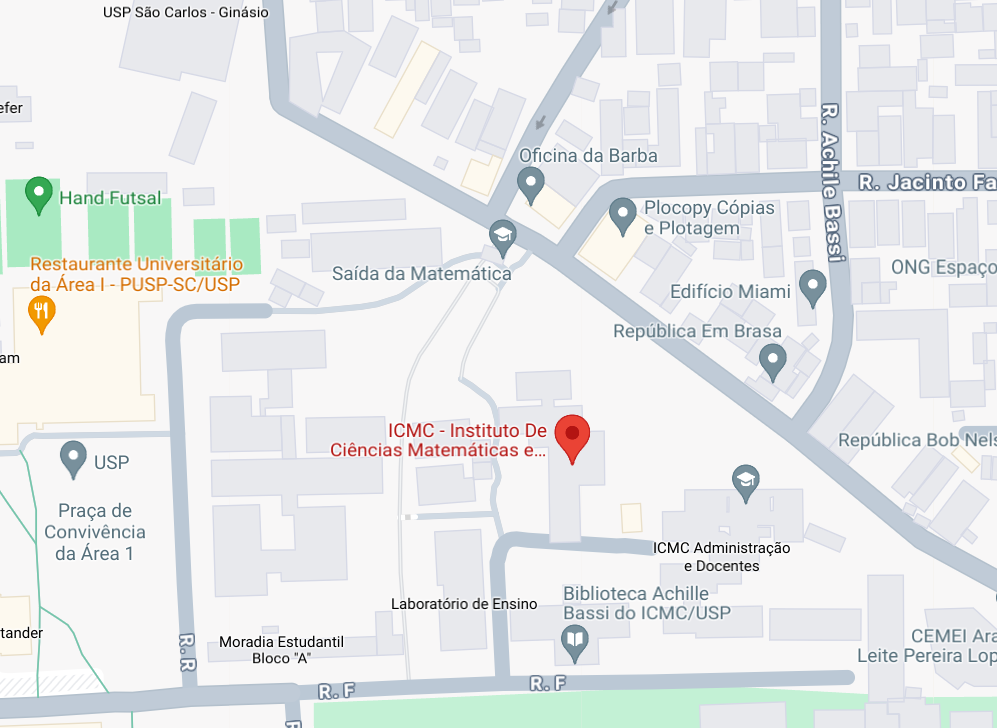 USP São Carlos - Ginásio
efer
Oficina da Barba
R. Achile Bassi
R. Jacinto Fa
Hand Futsal
Plocopy Cópias
e Plotagem
Restaurante Universitário
da Área I - PUSP-SC/USP
Saída da Matemática
ONG Espaço
Edifício Miami
República Em Brasa
am
ICMC - Instituto De
Ciências Matemáticas e...
República Bob Nels
USP
Praça de
Convivência
da Área 1
ICMC Administração
e Docentes
Biblioteca Achille
Bassi do ICMC/USP
Laboratório de Ensino
tander
R. R
Moradia Estudantil
Bloco "A"
CEMEI Ara
Leite Pereira Lop
R. F
R. F
R